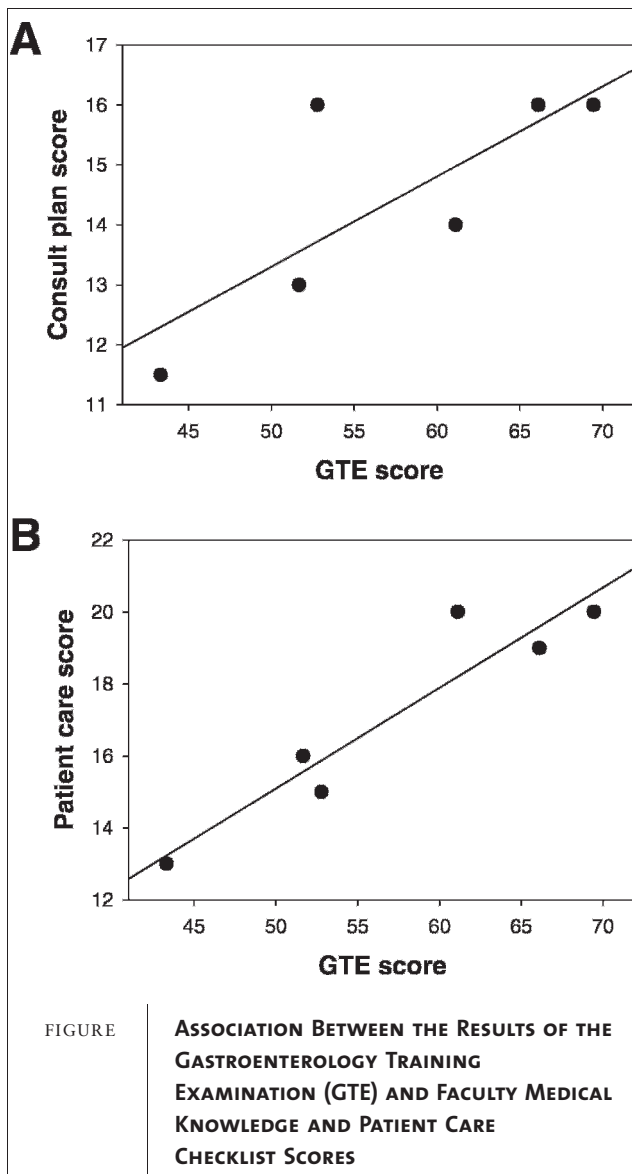 A
17
16
15
14
13
12
11
Consult plan score
45 50 55 60 65 70
GTE score
B
22
20
18
16
14
12
Patient care score
45 50 55 60 65 70
GTE score
FIGURE
ASSOCIATION BETWEEN THE RESULTS OF THE
GASTROENTEROLOGY TRAINING
EXAMINATION (GTE) AND FACULTY MEDICAL
KNOWLEDGE AND PATIENT CARE
CHECKLIST SCORES